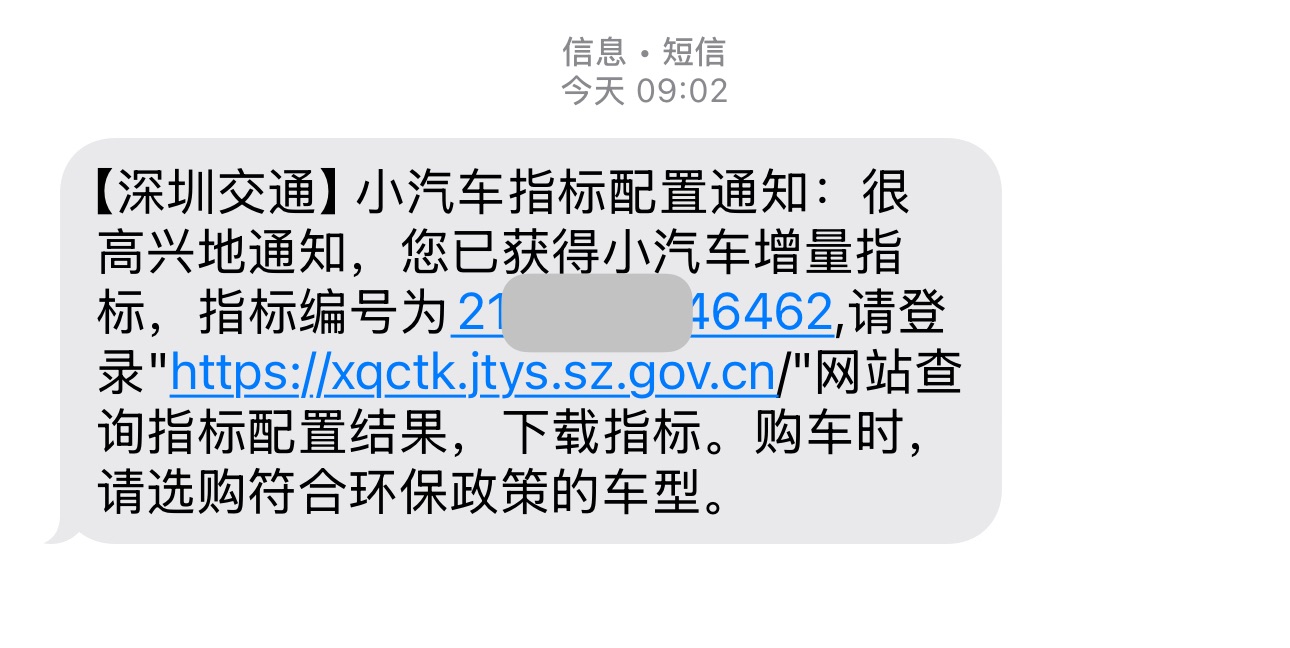 信息・短信
今天 09:02
【深圳交通】小汽车指标配置通知：很
高兴地通知，您已获得小汽车增量指
标，指标编号为21 46462,请登
录"https://xqctk.jtys.sz.gov.cn/"网站查
询指标配置结果，下载指标。购车时，
请选购符合环保政策的车型。